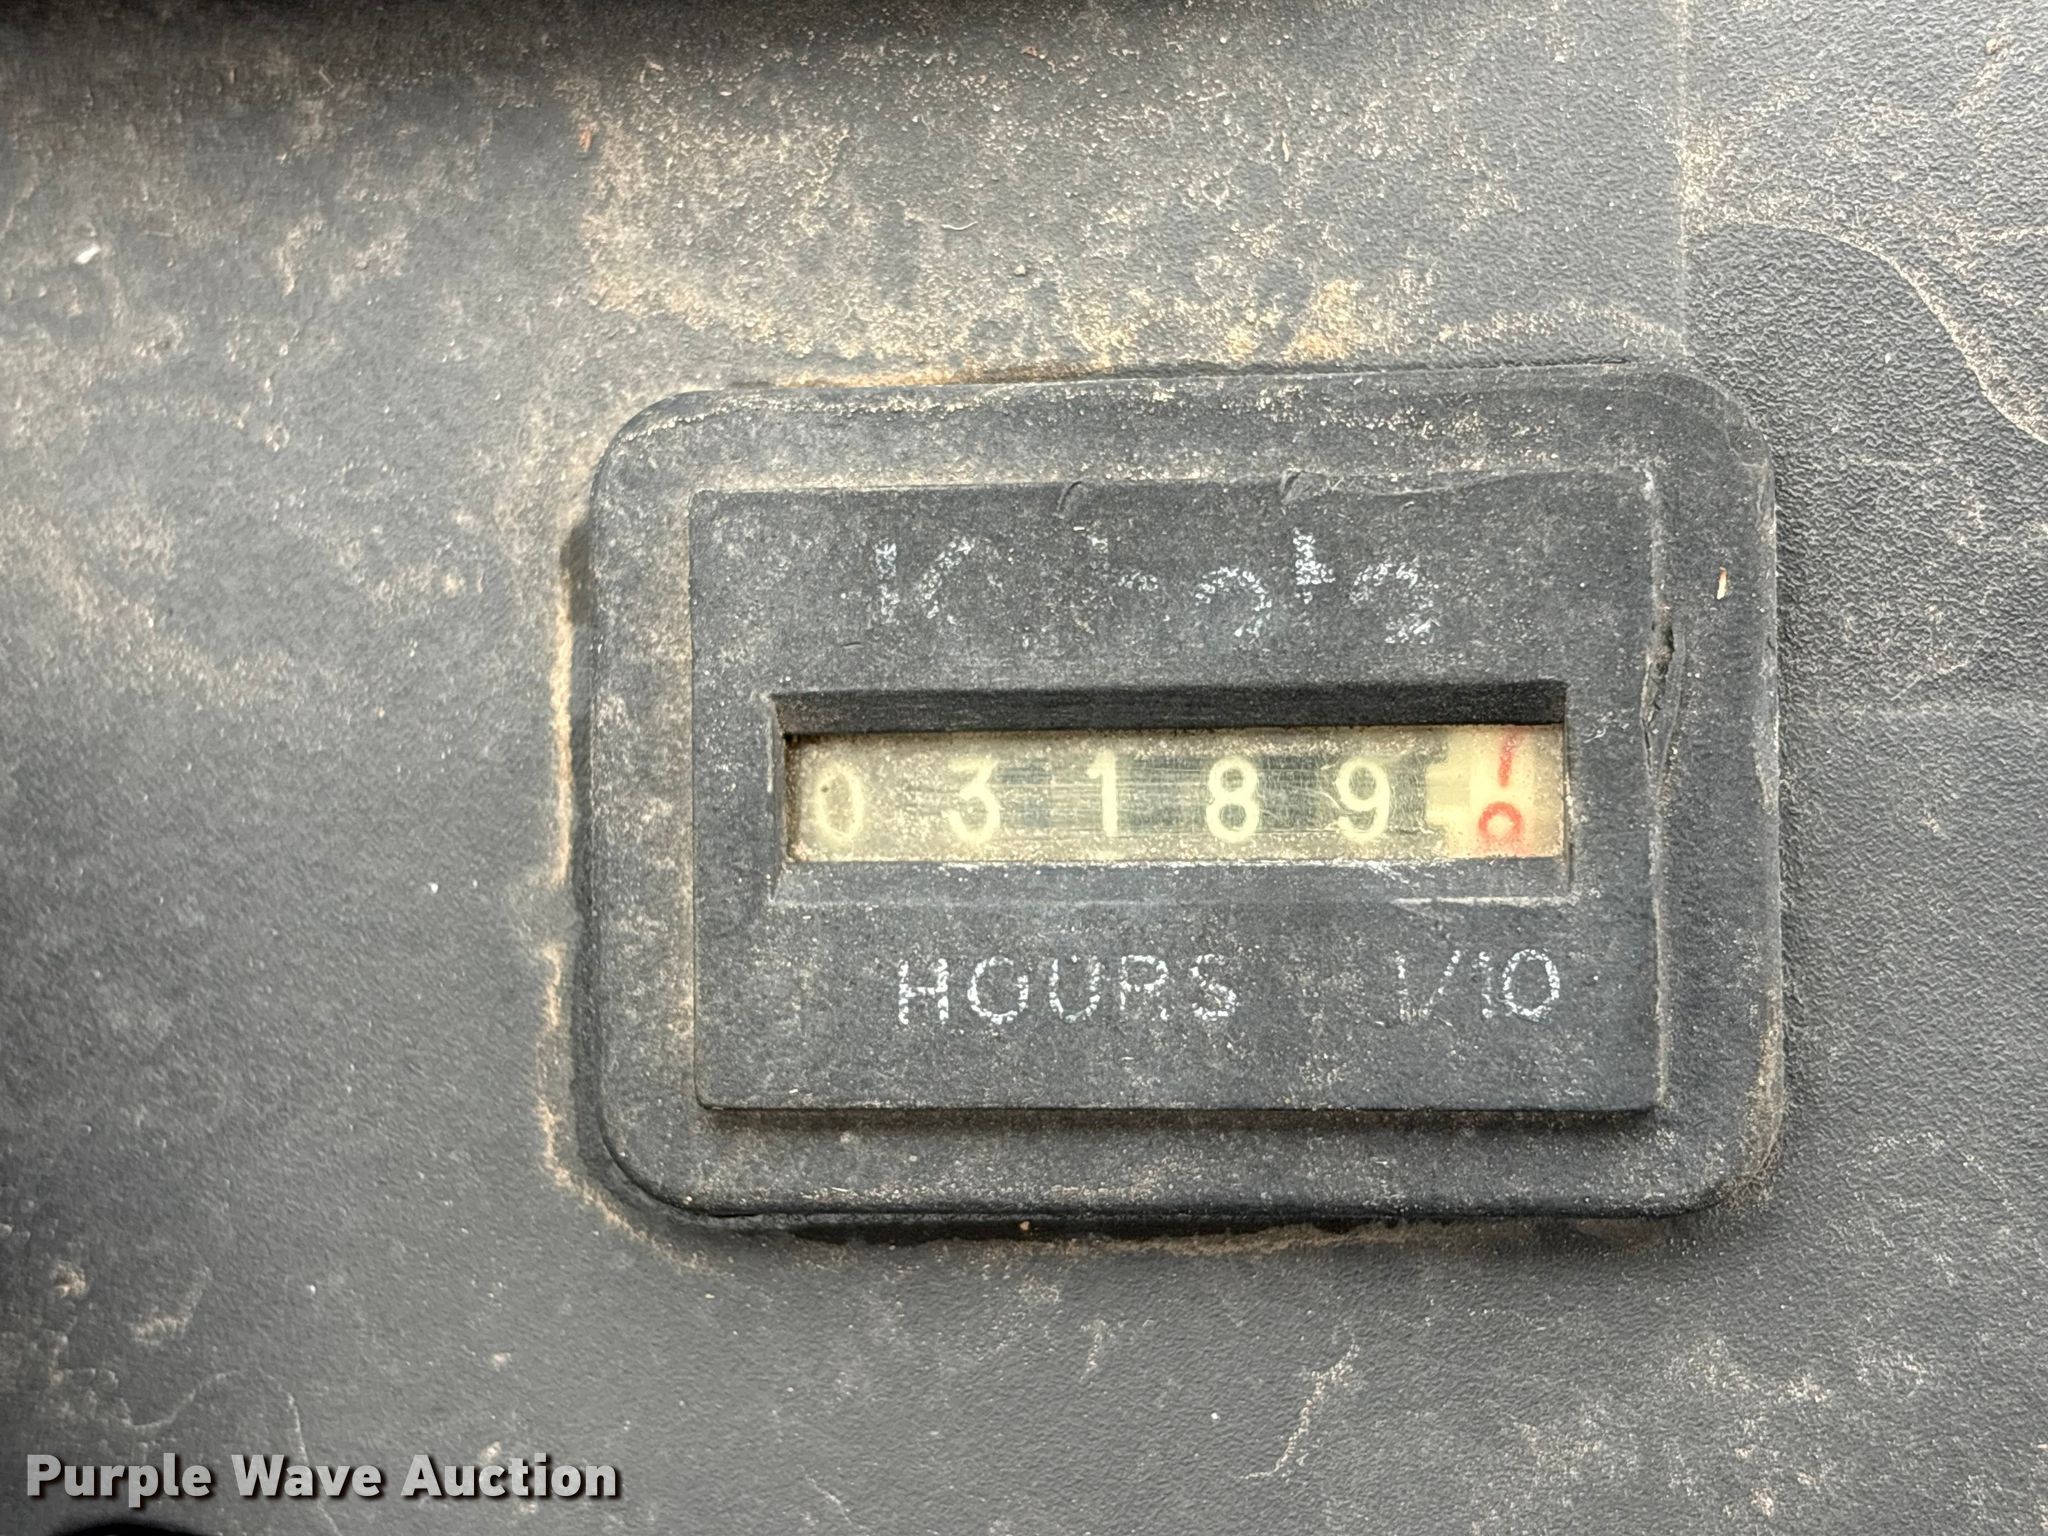 Kubota
03189
HOURS 1/10
Purple Wave Auction